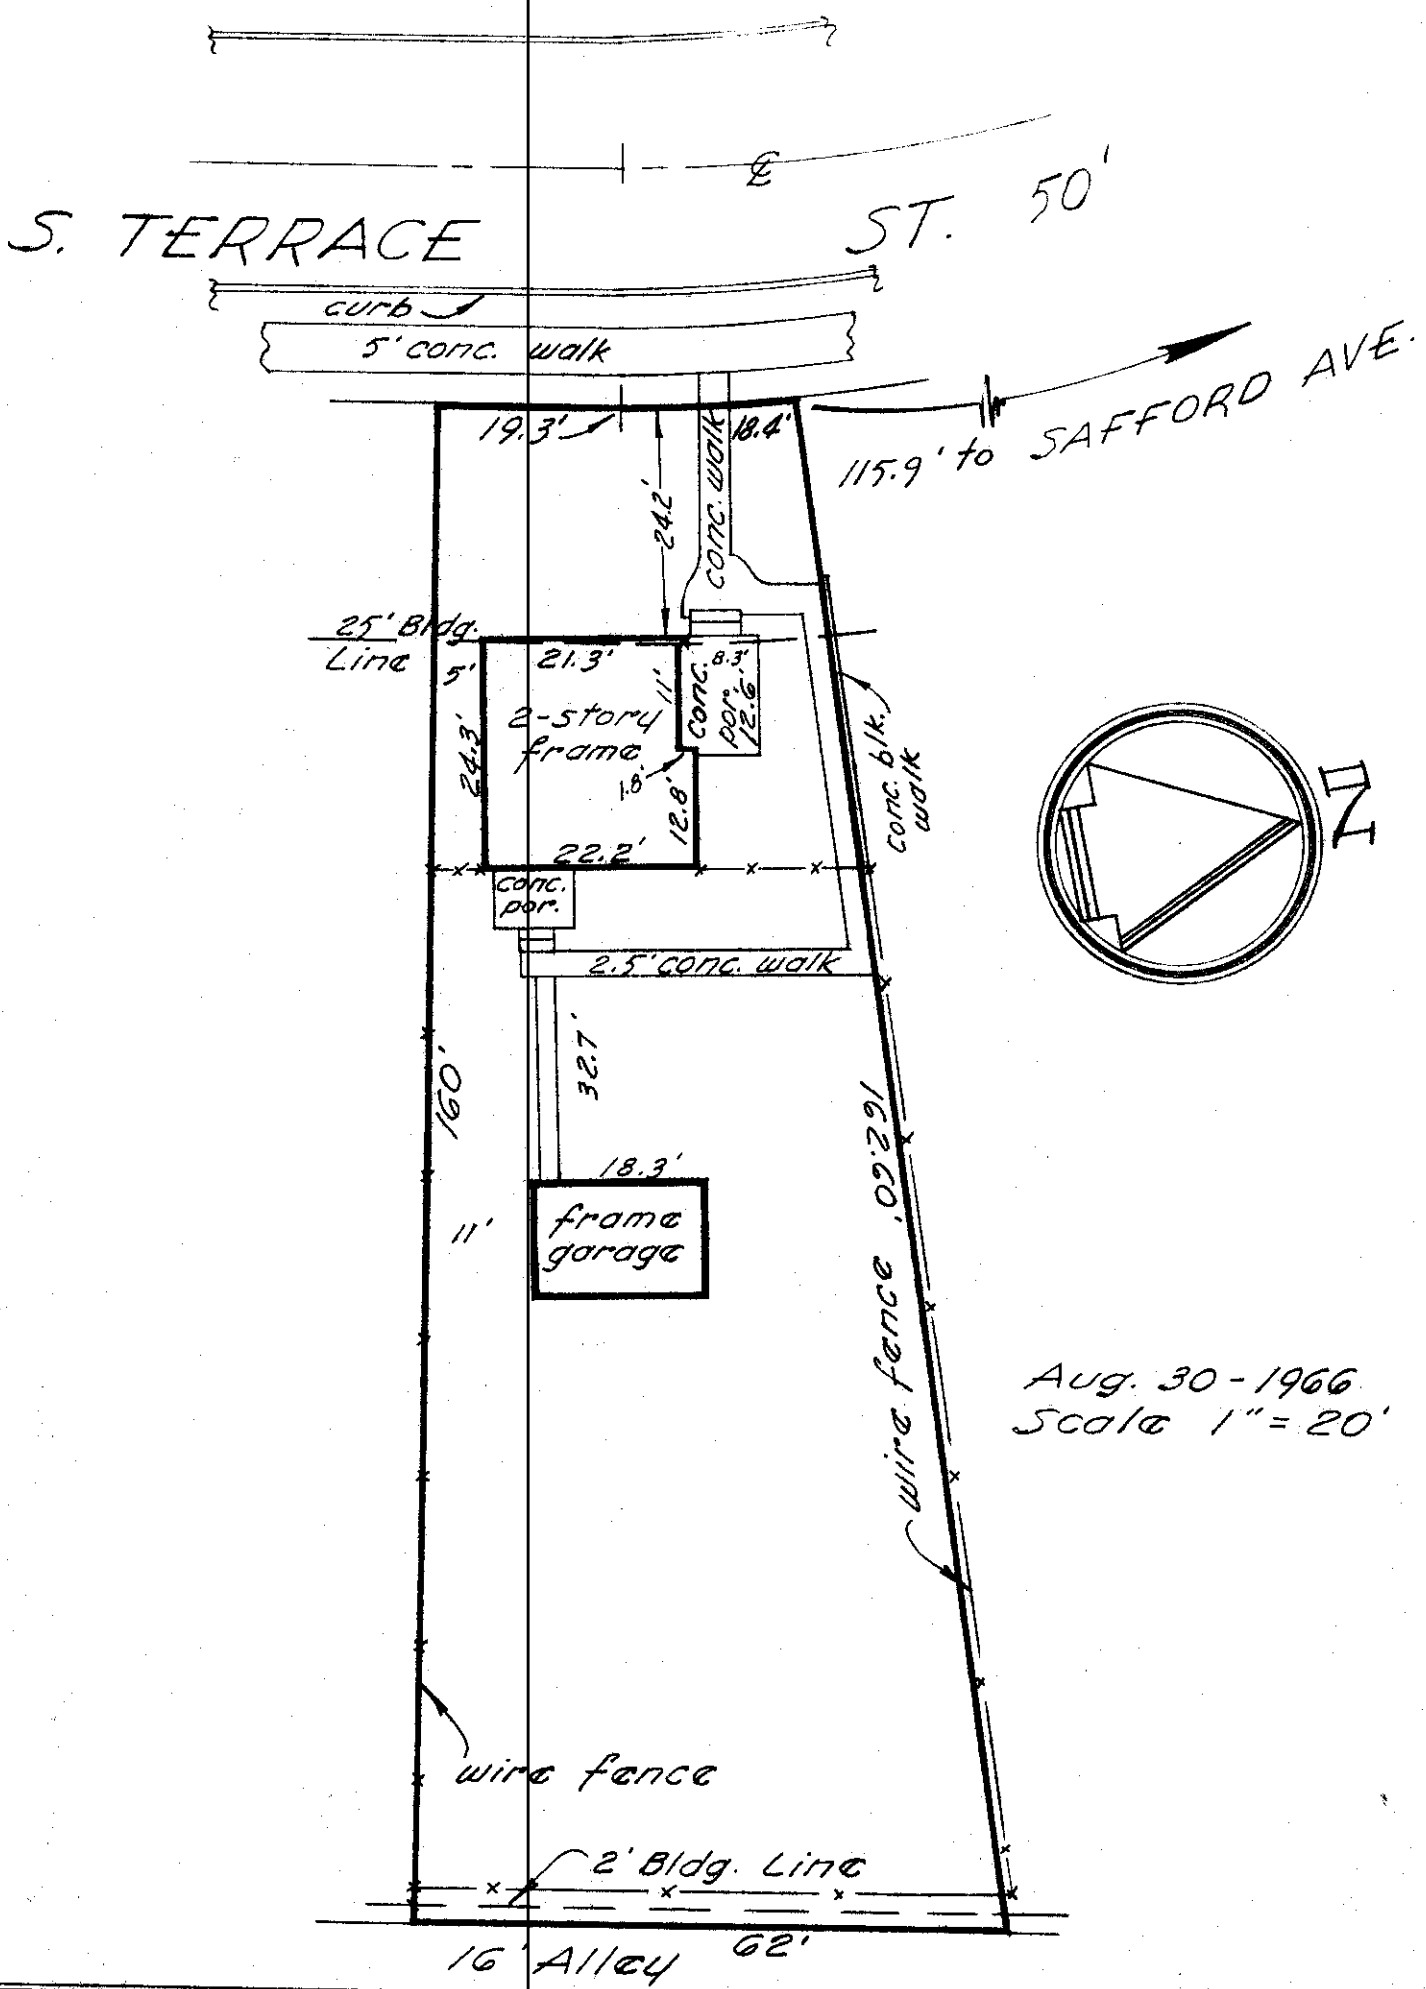 ℄
S. TERRACE ST. 50'
curb
5' conc. walk
19.3'
18.4'
115.9' to SAFFORD AVE.
24.2'
conc. walk
25' Bldg.
Line
5'
21.3'
11'
8.3'
conc.
por.
12.6'
2-story
frame
24.3'
1.8'
12.8'
22.2'
conc. blk.
walk
N
conc.
por.
2.5' conc. walk
32.7'
160'
18.3'
11'
frame
garage
162.60'
wire fence
Aug. 30-1966
Scale 1" = 20'
wire fence
2' Bldg. Line
62'
16' Alley